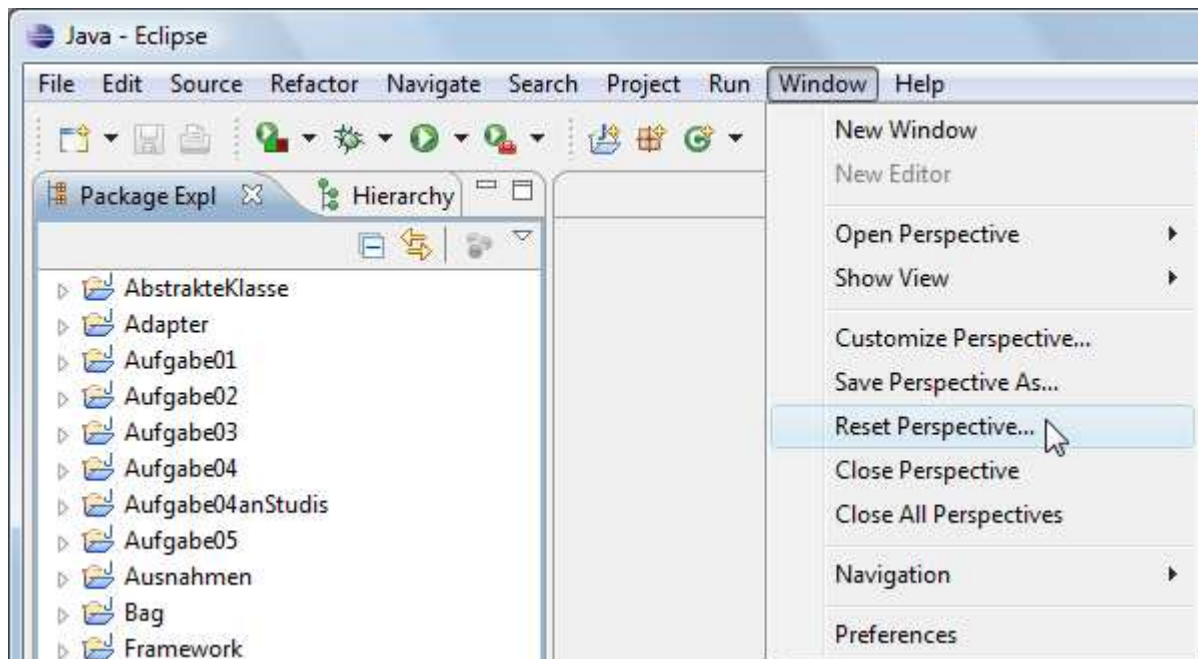 Java - Eclipse
File Edit Source Refactor Navigate Search Project Run Window Help
Package Expl Hierarchy
AbstrakteKlasse
Adapter
Aufgabe01
Aufgabe02
Aufgabe03
Aufgabe04
Aufgabe04anStudis
Aufgabe05
Ausnahmen
Bag
Framework
New Window
New Editor
Open Perspective
Show View
Customize Perspective...
Save Perspective As...
Reset Perspective...
Close Perspective
Close All Perspectives
Navigation
Preferences